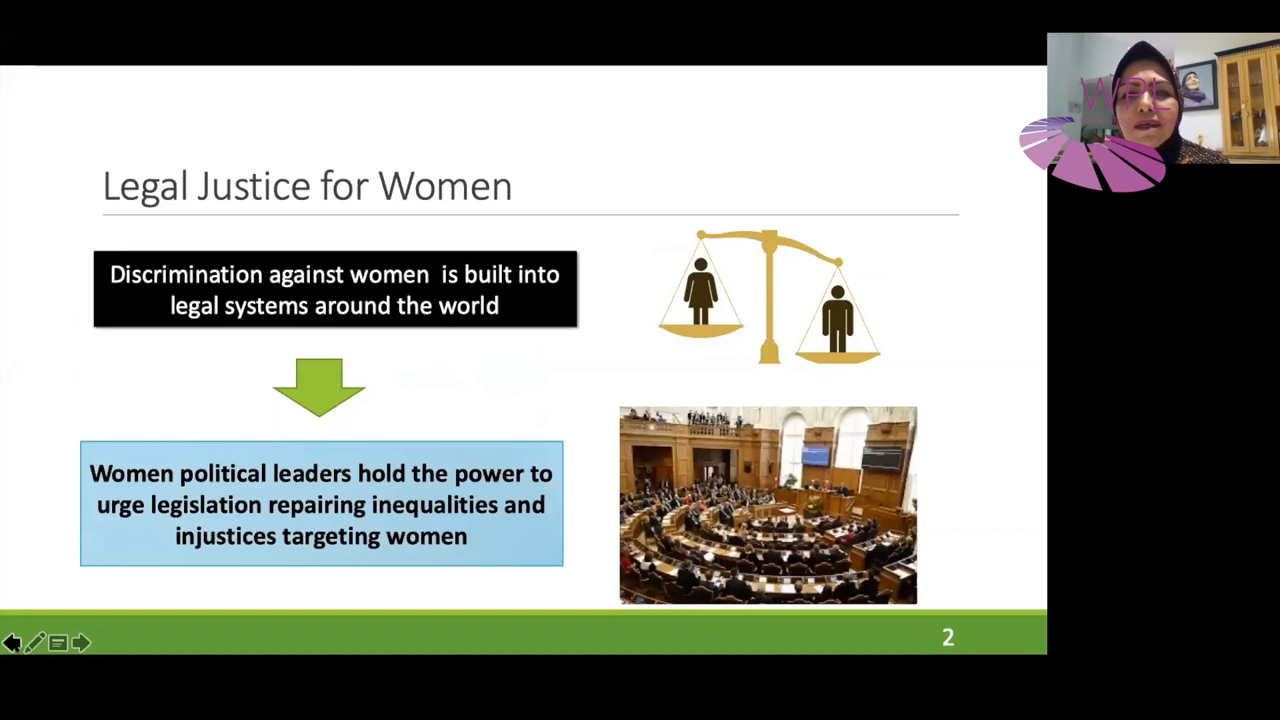 WPL
Legal Justice for Women
Discrimination against women is built into
legal systems around the world
Women political leaders hold the power to
urge legislation repairing inequalities and
injustices targeting women
2